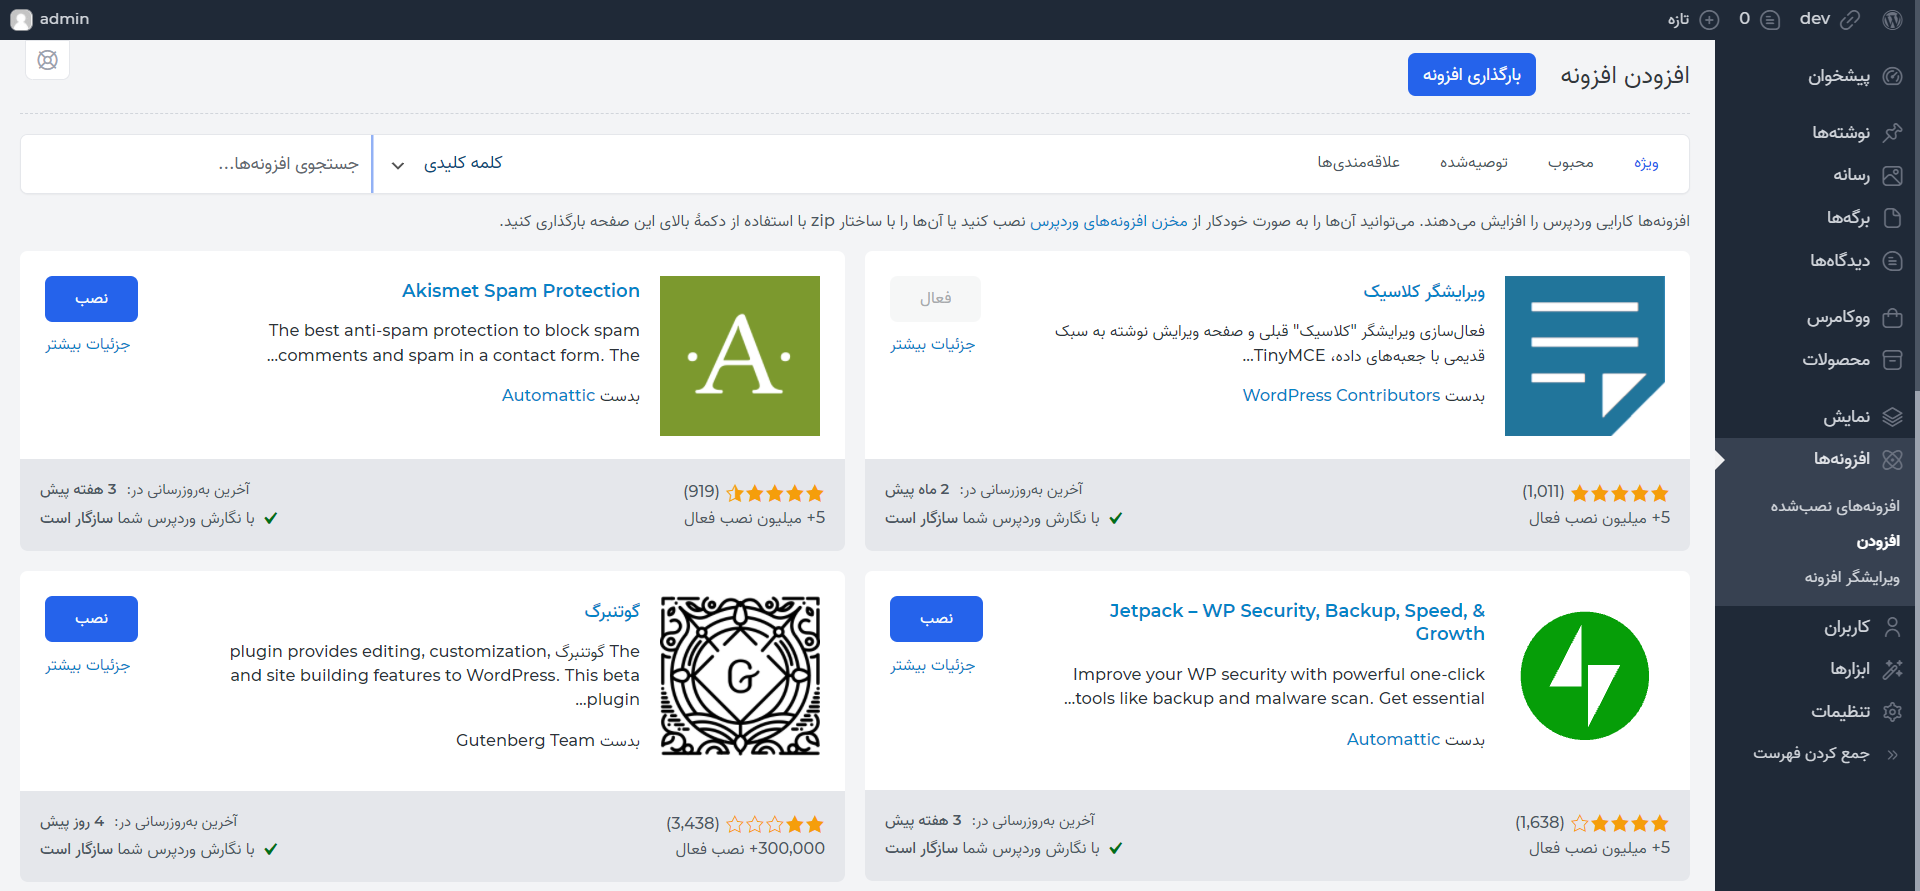 dev
0
تازه
admin
پیشخوان
نوشته‌ها
رسانه
برگه‌ها
دیدگاه‌ها
ووکامرس
محصولات
نمایش
افزونه‌ها
افزونه‌های نصب‌شده
افزودن
ویرایشگر افزونه
کاربران
ابزارها
تنظیمات
جمع کردن فهرست
افزودن افزونه
بارگذاری افزونه
ویژه
محبوب
توصیه‌شده
علاقه‌مندی‌ها
کلمه کلیدی
جستجوی افزونه‌ها...
افزونه‌ها کارایی وردپرس را افزایش می‌دهند. می‌توانید آن‌ها را به صورت خودکار از مخزن افزونه‌های وردپرس نصب کنید یا آن‌ها را با ساختار zip با استفاده از دکمهٔ بالای این صفحه بارگذاری کنید.
ویرایشگر کلاسیک
فعال
جزئیات بیشتر
فعال‌سازی ویرایشگر "کلاسیک" قبلی و صفحه ویرایش نوشته به سبک
قدیمی با جعبه‌های داده، TinyMCE...
بدست WordPress Contributors
(1,011)
5+ میلیون نصب فعال
آخرین به‌روزرسانی در: 2 ماه پیش
با نگارش وردپرس شما سازگار است
A
Akismet Spam Protection
نصب
جزئیات بیشتر
The best anti-spam protection to block spam
comments and spam in a contact form. The...
بدست Automattic
(919)
5+ میلیون نصب فعال
آخرین به‌روزرسانی در: 3 هفته پیش
با نگارش وردپرس شما سازگار است
Jetpack – WP Security, Backup, Speed, &
Growth
نصب
جزئیات بیشتر
Improve your WP security with powerful one-click
tools like backup and malware scan. Get essential...
بدست Automattic
(1,638)
5+ میلیون نصب فعال
آخرین به‌روزرسانی در: 3 هفته پیش
با نگارش وردپرس شما سازگار است
G
گوتنبرگ
نصب
جزئیات بیشتر
The گوتنبرگ plugin provides editing, customization,
and site building features to WordPress. This beta
plugin...
بدست Gutenberg Team
(3,438)
300,000+ نصب فعال
آخرین به‌روزرسانی در: 4 روز پیش
با نگارش وردپرس شما سازگار است